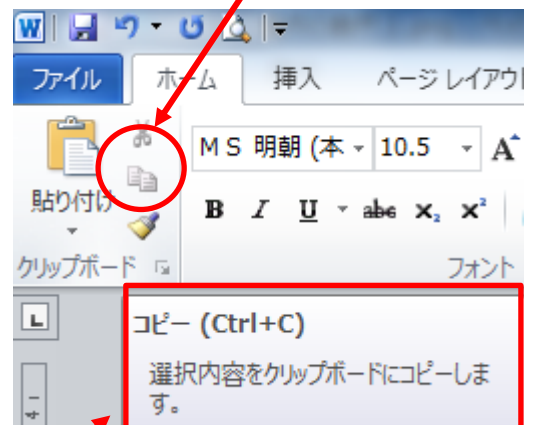 W
ファイル ホーム 挿入 ページ レイアウ
ＭＳ 明朝 (本 10.5 A
貼り付け
B I U abe x₂ x²
クリップボード フォント
L
コピー (Ctrl+C)
選択内容をクリップボードにコピーしま
す。